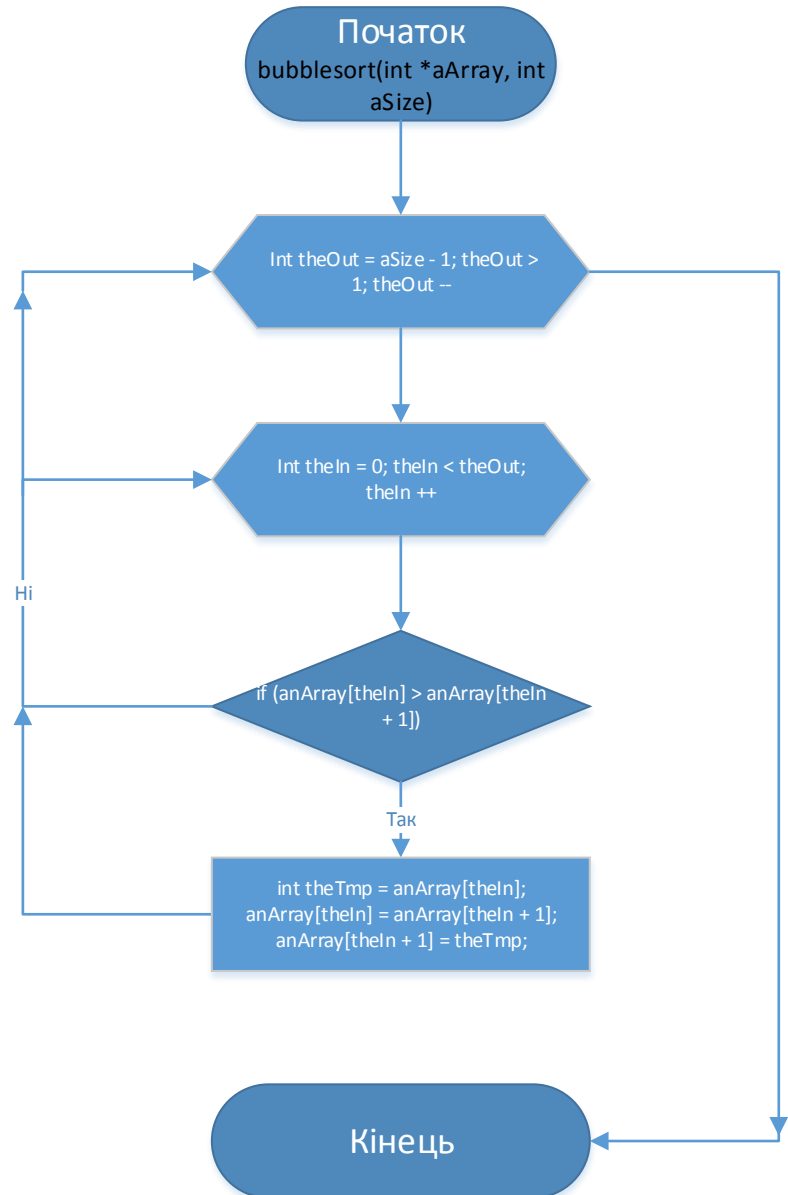 Початок
bubblesort(int *aArray, int
aSize)
Int theOut = aSize - 1; theOut >
1; theOut --
Int theIn = 0; theIn < theOut;
theIn ++
Ні
if (anArray[theIn] > anArray[theIn
+ 1])
Так
int theTmp = anArray[theIn];
anArray[theIn] = anArray[theIn + 1];
anArray[theIn + 1] = theTmp;
Кінець